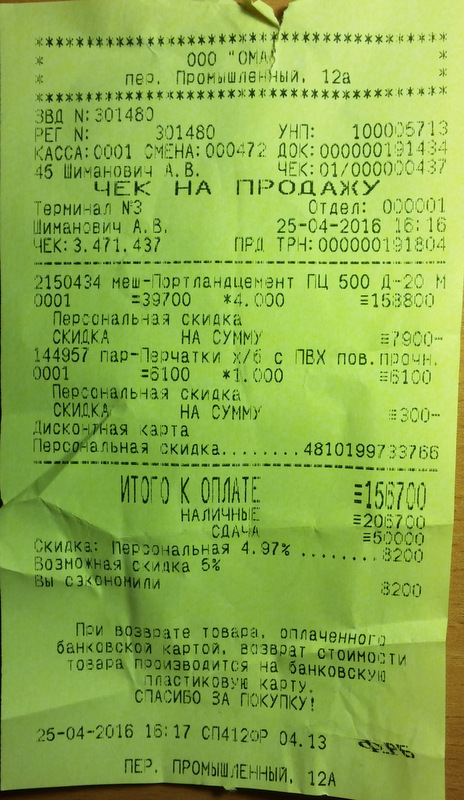 ****************************************
* ООО "ОМА" *
пер. Промышленный, 12а
****************************************
ЗВД N:301480
РЕГ N: 301480 УНП: 100005713
КАССА:0001 СМЕНА:000472 ДОК:000000191434
45 Шиманович А.В. ЧЕК:01/0000000437
ЧЕК НА ПРОДАЖУ
Терминал №3 Отдел: 000001
Шиманович А.В. 25-04-2016 16:16
ЧЕК:3.471.437 ПРД ТРН:000000191804
2150434 меш-Портландцемент ПЦ 500 Д-20 М
0001 =39700 *4.000 ≡158800
Персональная скидка
СКИДКА НА СУММУ ≡7900-
144957 пар-Перчатки х/б с ПВХ пов.прочн.
0001 =6100 *1.000 ≡6100
Персональная скидка
СКИДКА НА СУММУ ≡300-
Дисконтная карта
Персональная скидка........4810199733766
ИТОГО К ОПЛАТЕ ≡156700
НАЛИЧНЫЕ ≡206700
СДАЧА ≡50000
Скидка: Персональная 4.97% ........8200
Возможная скидка 5%
Вы сэкономили 8200
При возврате товара, оплаченного
банковской картой, возврат стоимости
товара производится на банковскую
пластиковую карту.
СПАСИБО ЗА ПОКУПКУ!
25-04-2016 16:17 СП412ФР 04.13
ПЕР. ПРОМЫШЛЕННЫЙ, 12А